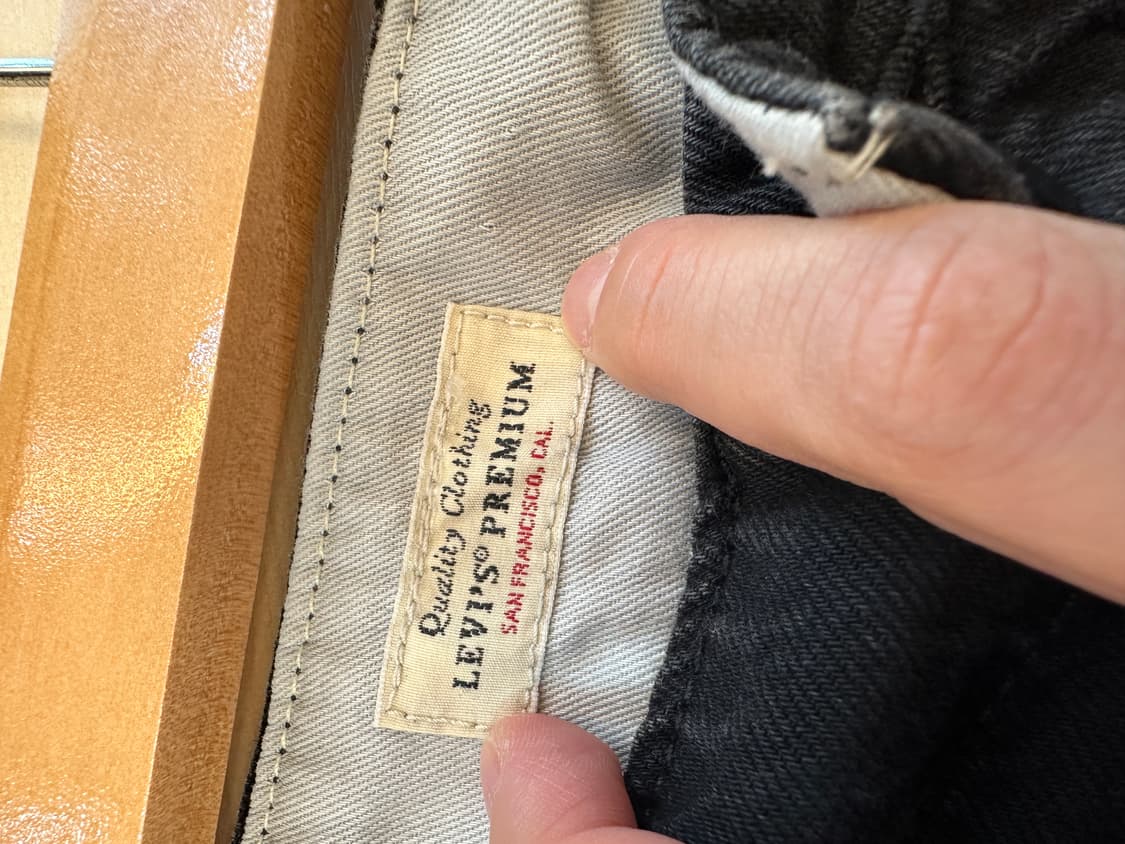 Quality Clothing
LEVI'S® PREMIUM
SAN FRANCISCO, CAL.